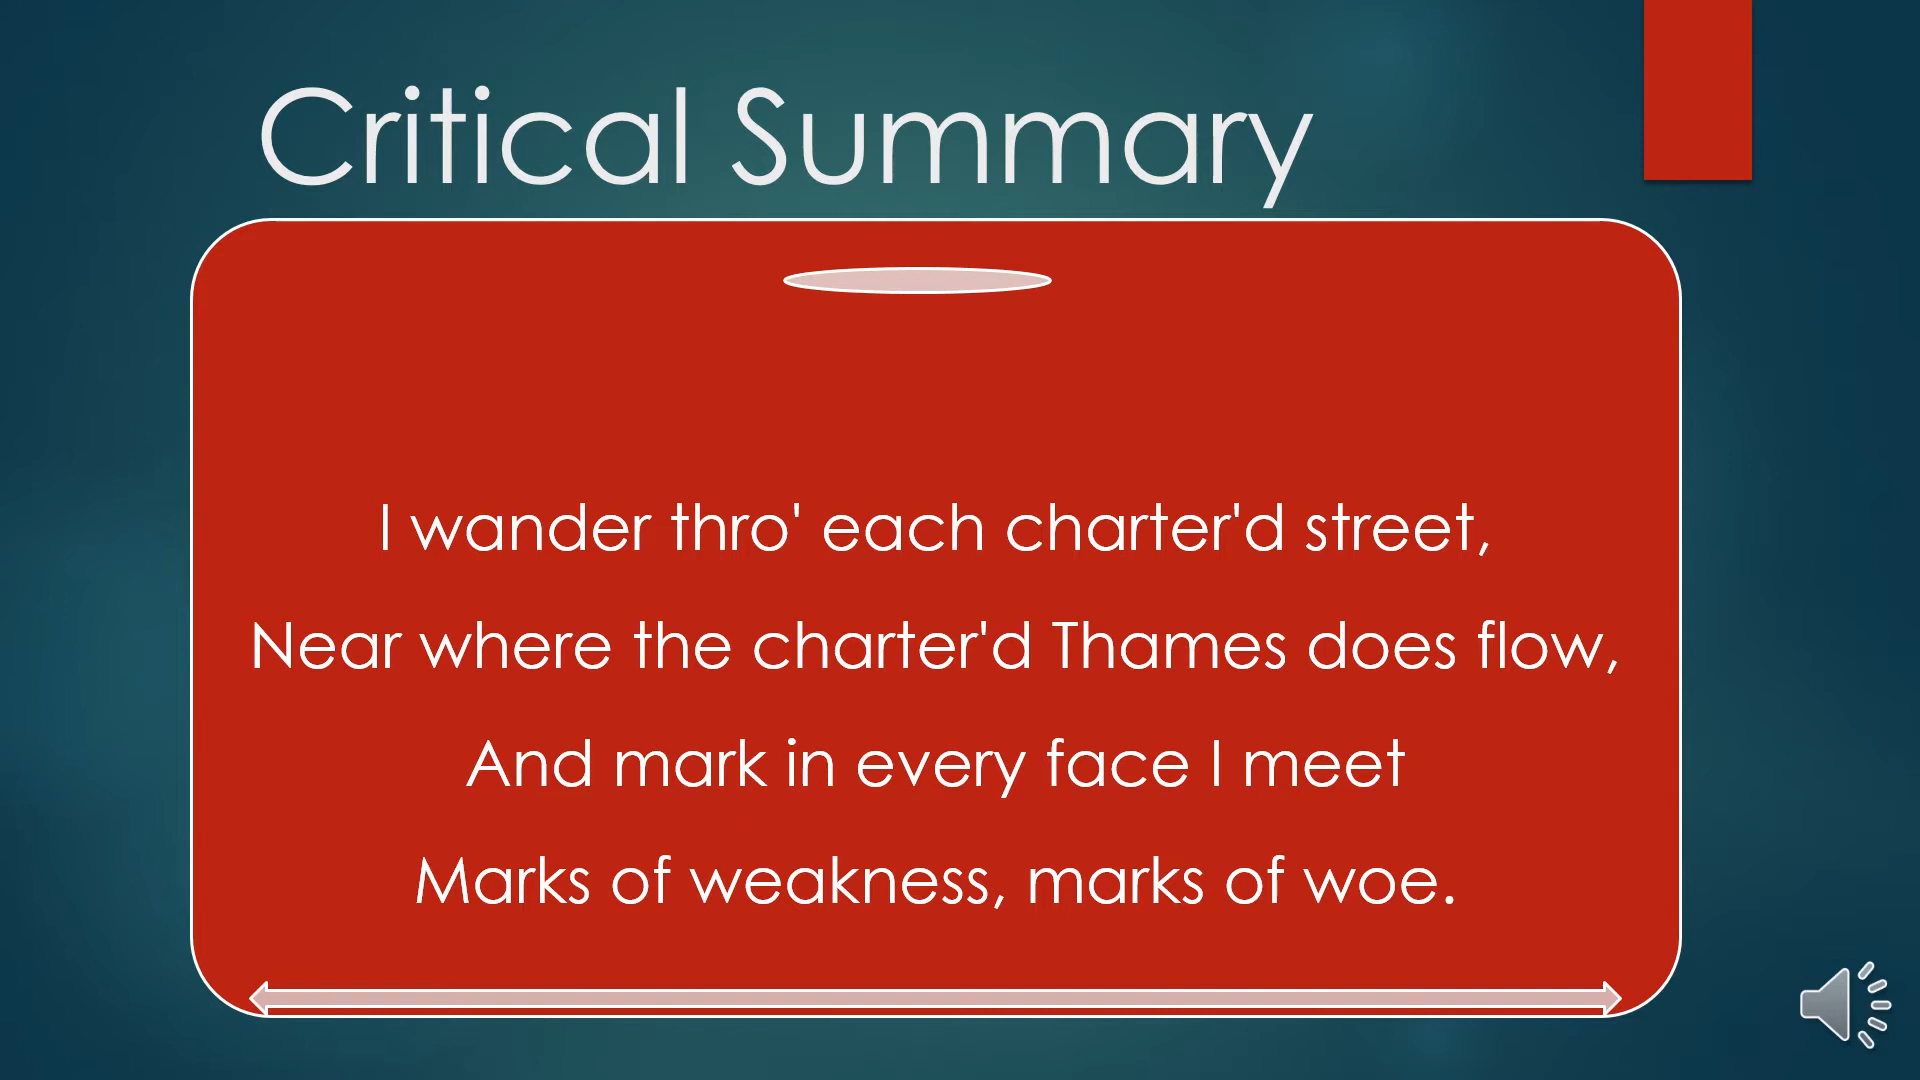 Critical Summary
I wander thro' each charter'd street,
Near where the charter'd Thames does flow,
And mark in every face I meet
Marks of weakness, marks of woe.